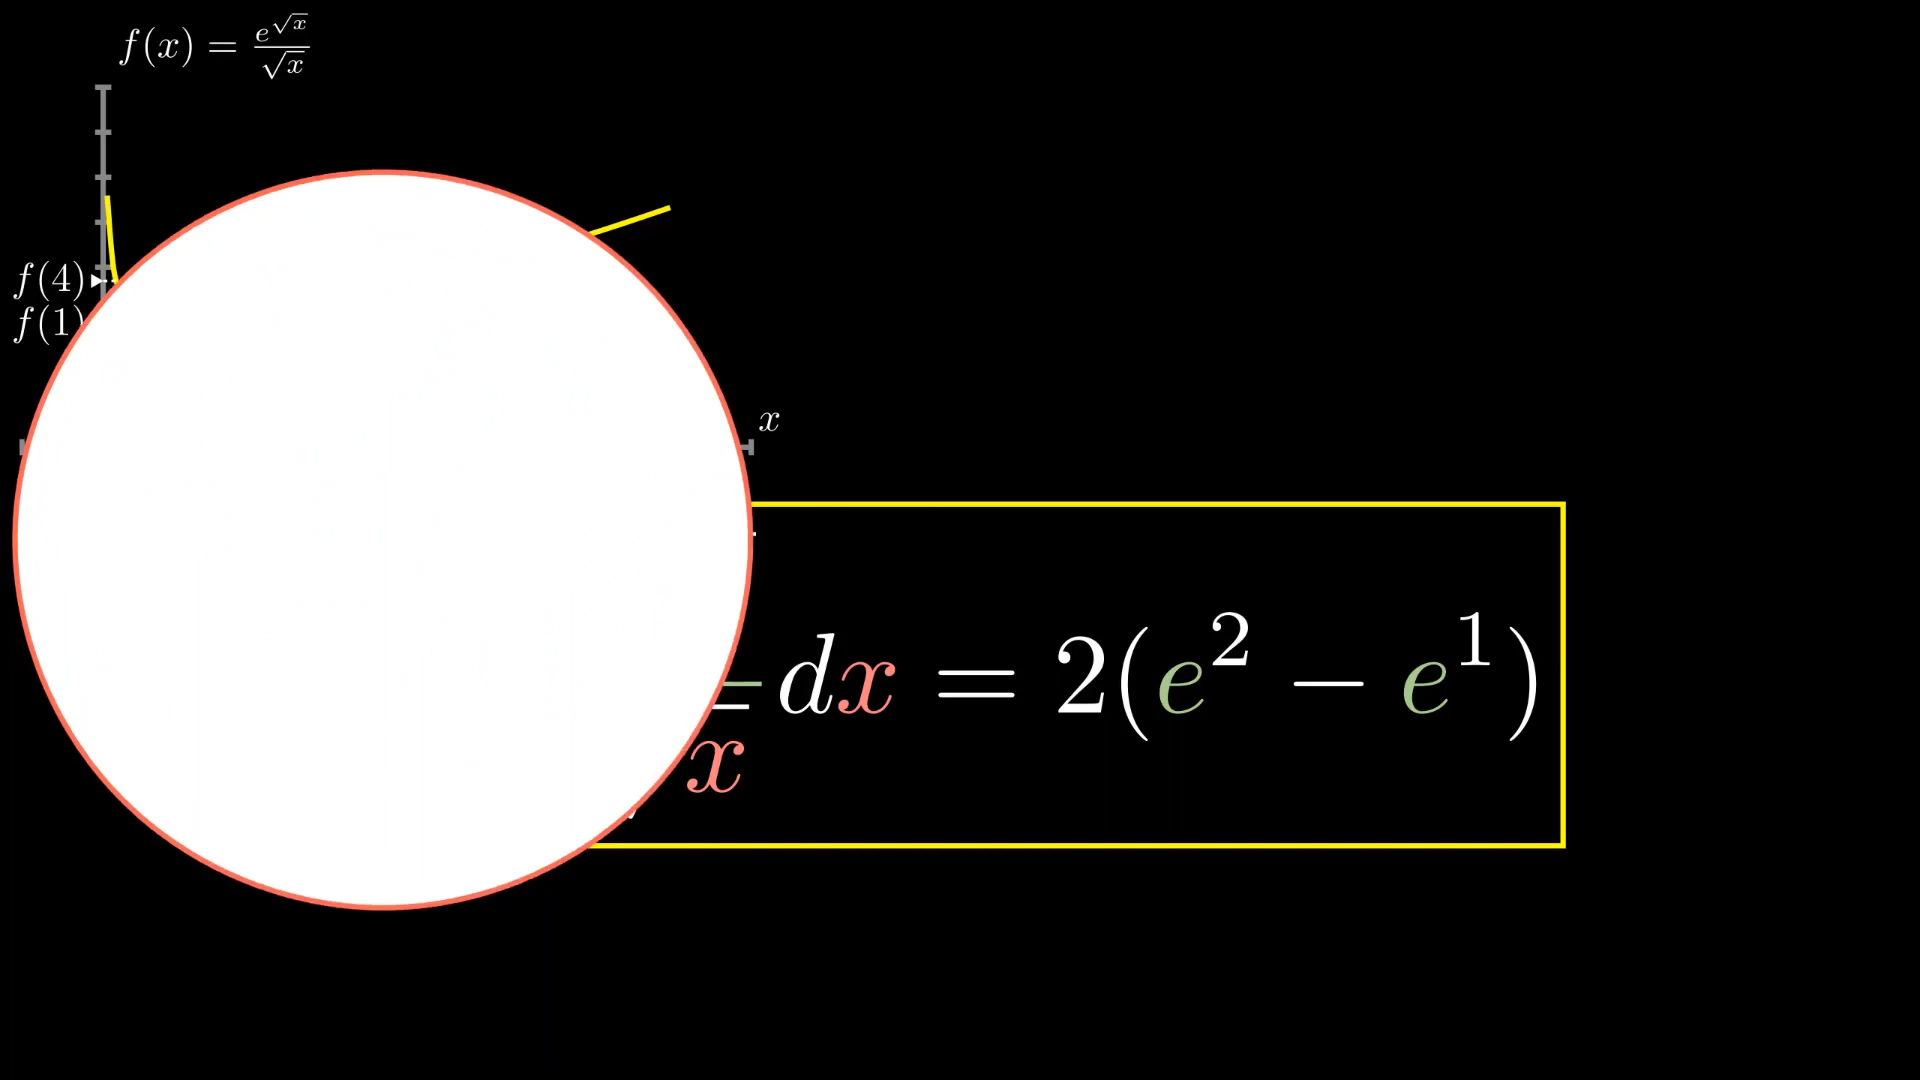 f(x) = e^√x / √x
f(4)
f(1)
x
dx = 2(e^2 − e^1)
x